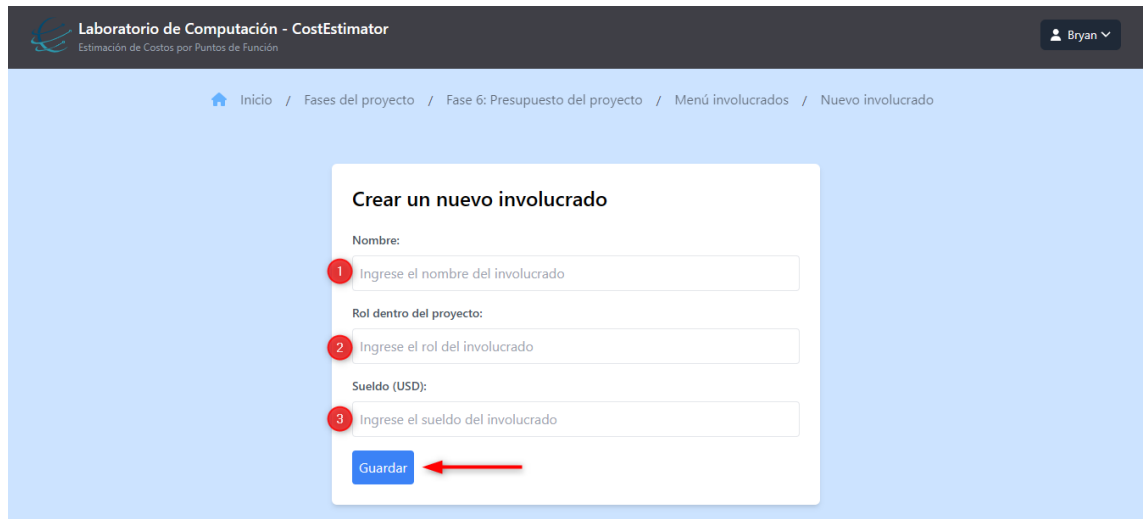 Laboratorio de Computación - CostEstimator
Estimación de Costos por Puntos de Función
Bryan
Inicio / Fases del proyecto / Fase 6: Presupuesto del proyecto / Menú involucrados / Nuevo involucrado
Crear un nuevo involucrado
Nombre:
1 Ingrese el nombre del involucrado
Rol dentro del proyecto:
2 Ingrese el rol del involucrado
Sueldo (USD):
3 Ingrese el sueldo del involucrado
Guardar